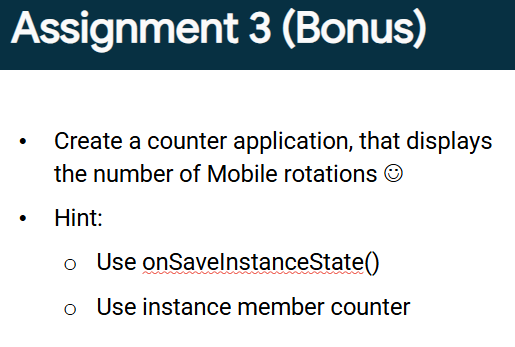 Assignment 3 (Bonus)
• Create a counter application, that displays
the number of Mobile rotations ☺
• Hint:
o Use onSaveInstanceState()
o Use instance member counter